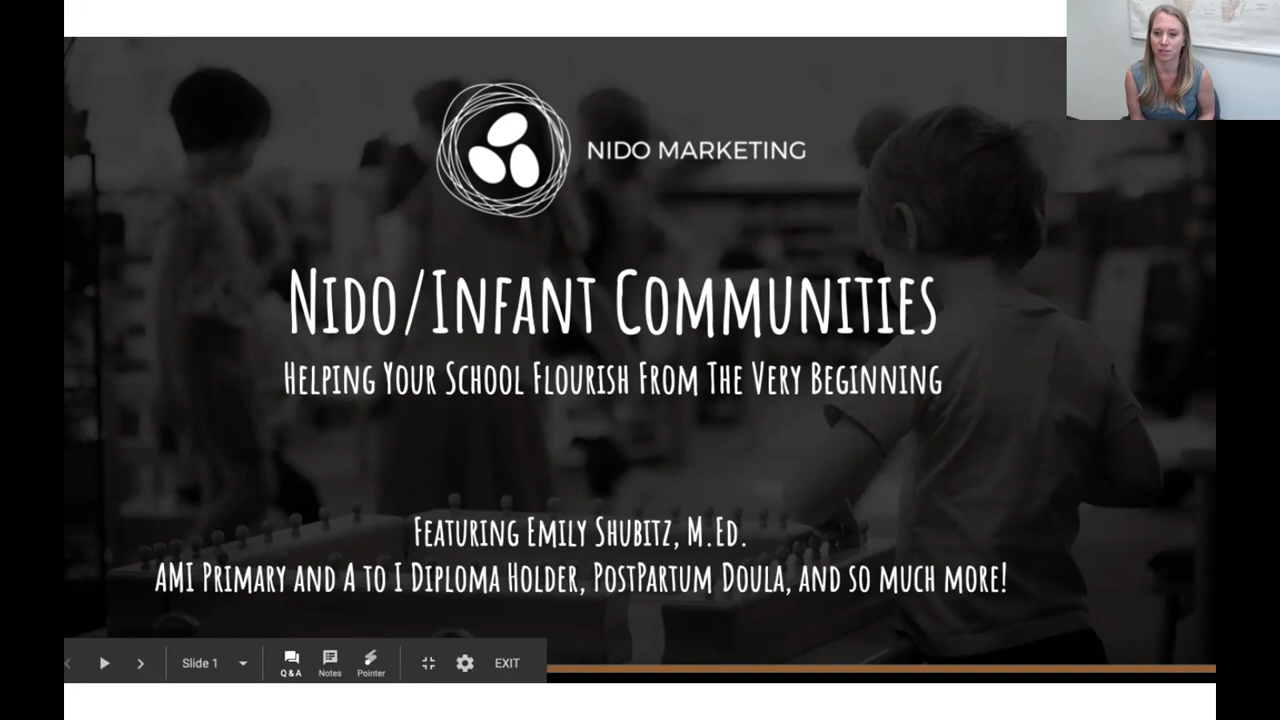 NIDO MARKETING
NIDO/INFANT COMMUNITIES
HELPING YOUR SCHOOL FLOURISH FROM THE VERY BEGINNING
FEATURING EMILY SHUBITZ, M.ED.
AMI PRIMARY AND A TO I DIPLOMA HOLDER, POSTPARTUM DOULA, AND SO MUCH MORE!
Slide 1
Q&A
Notes
Pointer
EXIT